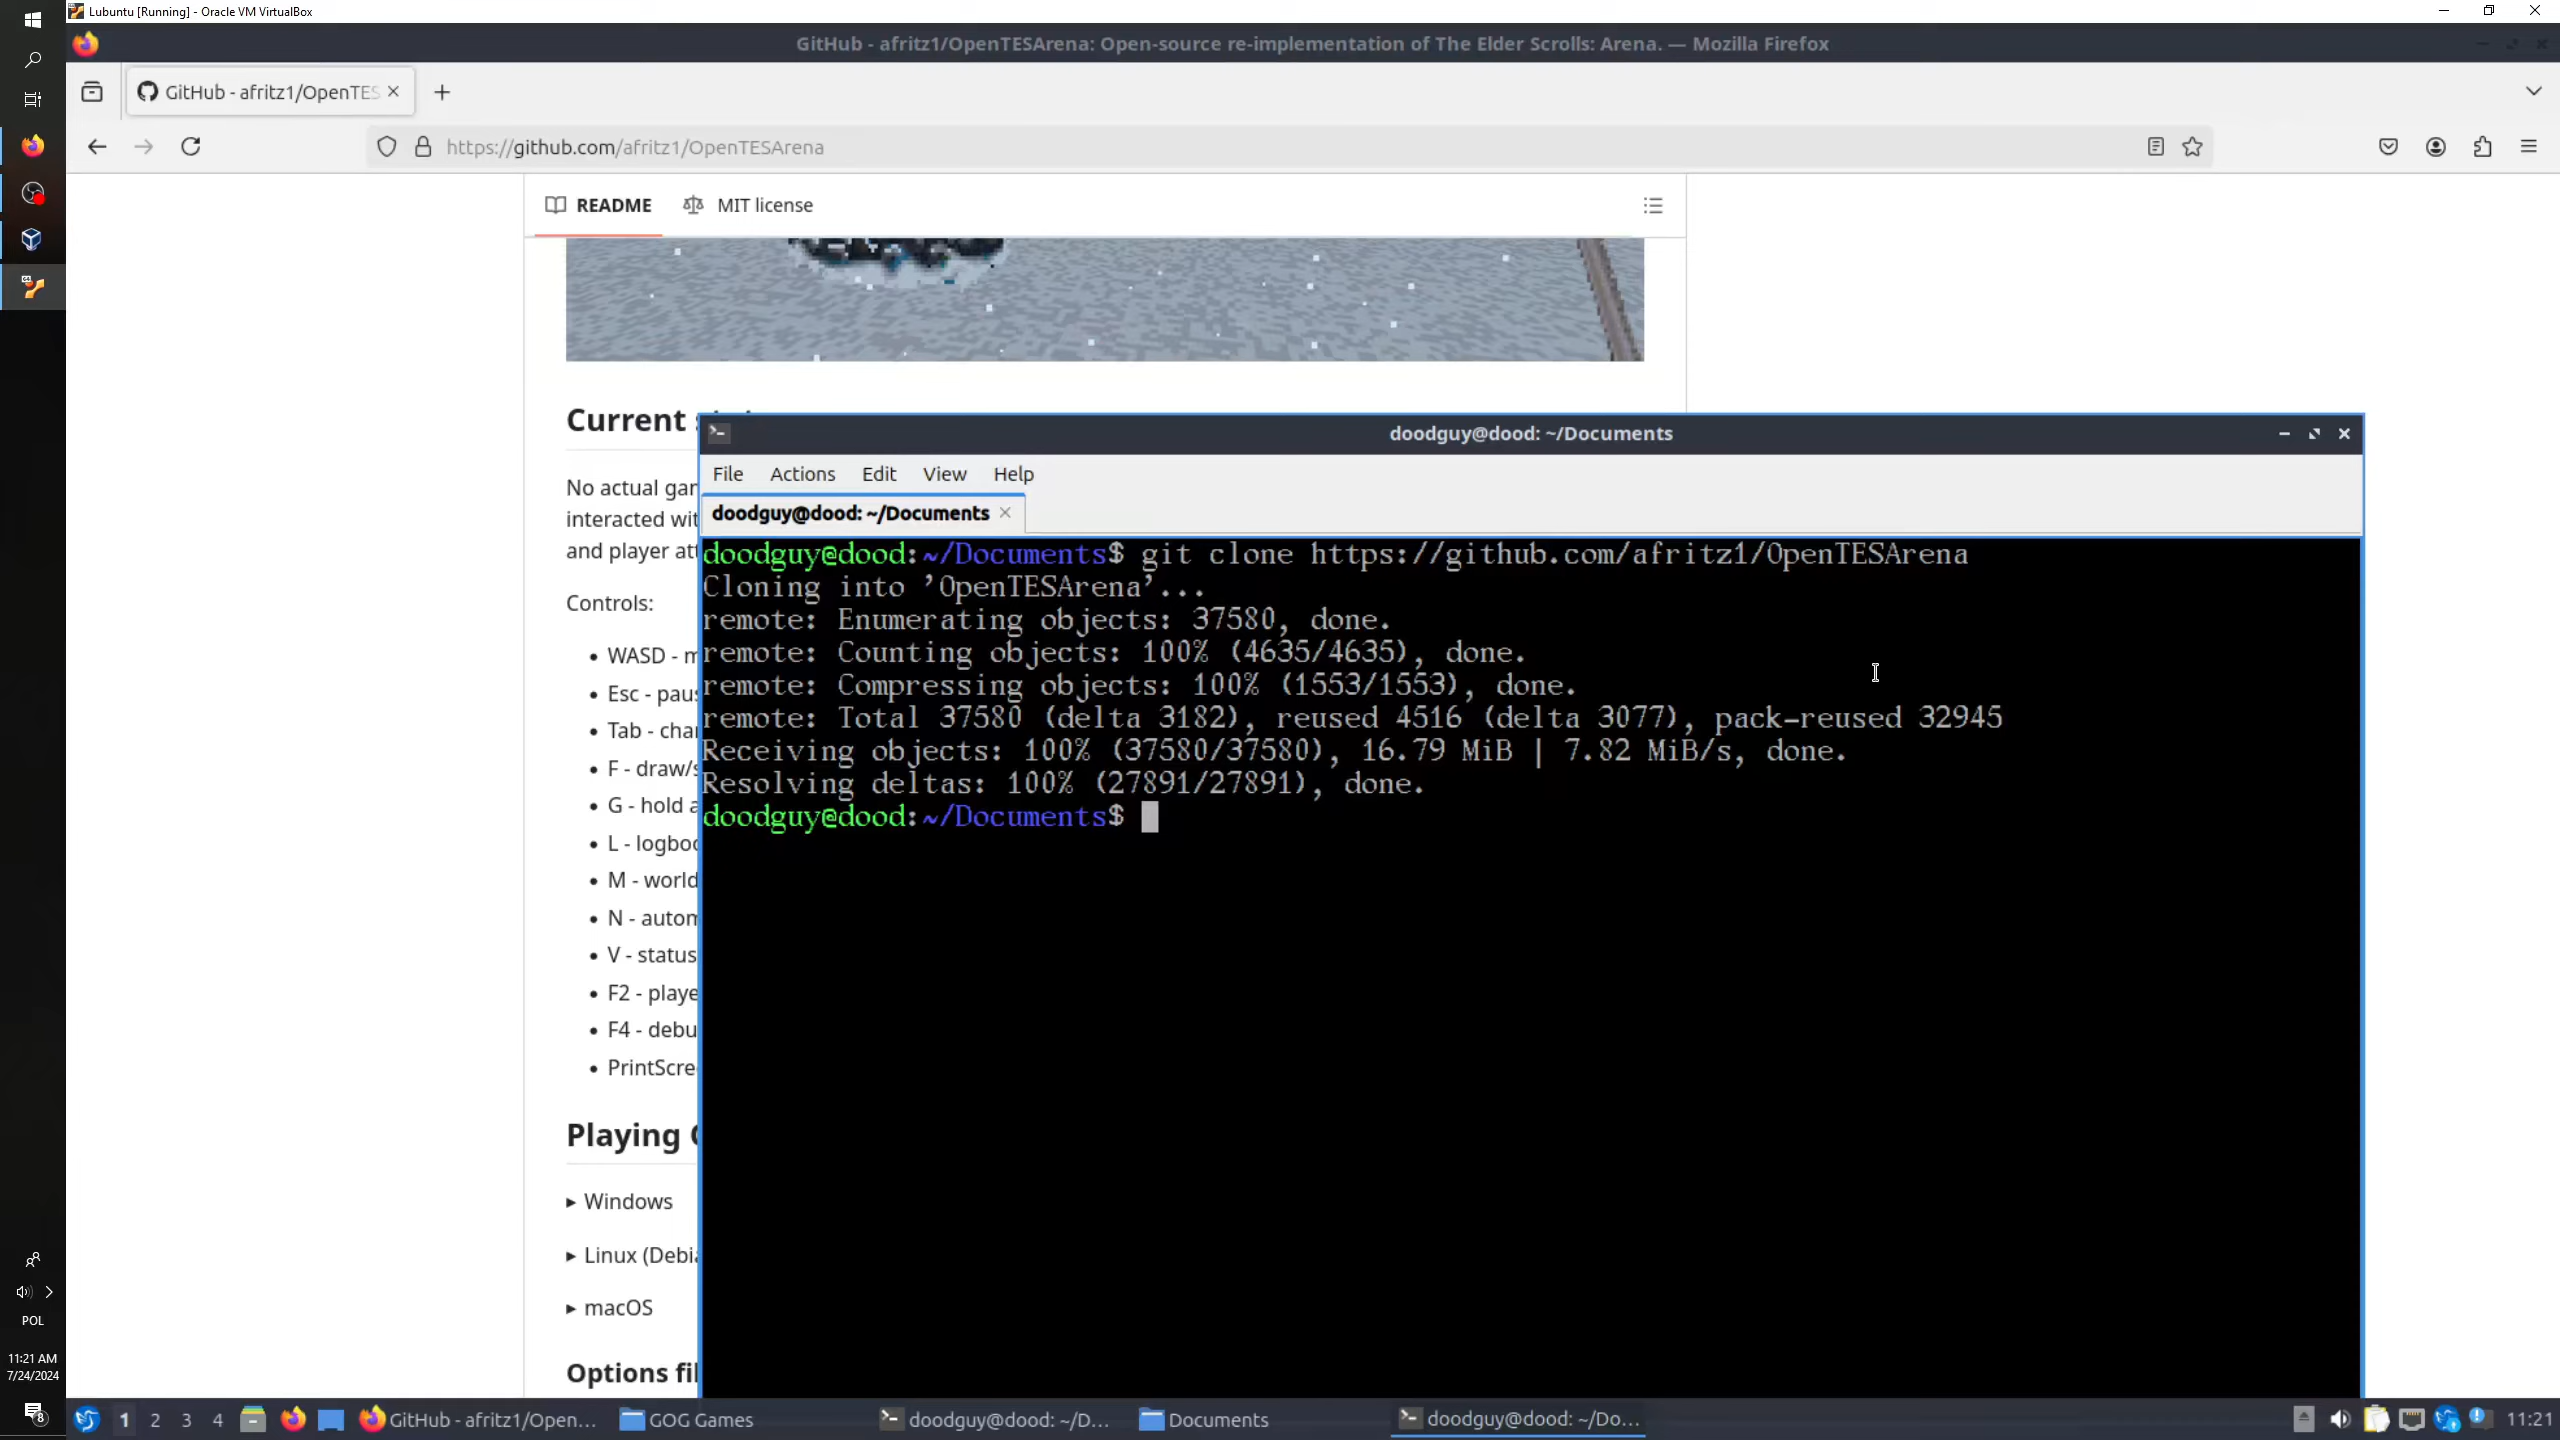 Lubuntu [Running] - Oracle VM VirtualBox
GitHub - afritz1/OpenTESArena: Open-source re-implementation of The Elder Scrolls: Arena. — Mozilla Firefox
GitHub - afritz1/OpenTES
https://github.com/afritz1/OpenTESArena
README
MIT license
Current
No actual gar
interacted wit
and player att
Controls:
WASD - m
Esc - paus
Tab - char
F - draw/s
G - hold a
L - logboo
M - world
N - autom
V - status
F2 - playe
F4 - debu
PrintScre
Playing
Windows
Linux (Debia
macOS
Options fil
doodguy@dood: ~/Documents
File Actions Edit View Help
doodguy@dood: ~/Documents
doodguy@dood:~/Documents$ git clone https://github.com/afritz1/OpenTESArena
Cloning into 'OpenTESArena'...
remote: Enumerating objects: 37580, done.
remote: Counting objects: 100% (4635/4635), done.
remote: Compressing objects: 100% (1553/1553), done.
remote: Total 37580 (delta 3182), reused 4516 (delta 3077), pack-reused 32945
Receiving objects: 100% (37580/37580), 16.79 MiB | 7.82 MiB/s, done.
Resolving deltas: 100% (27891/27891), done.
doodguy@dood:~/Documents$
POL
11:21 AM
7/24/2024
8
1 2 3 4
GitHub - afritz1/Open...
GOG Games
doodguy@dood: ~/D...
Documents
doodguy@dood: ~/Do...
11:21